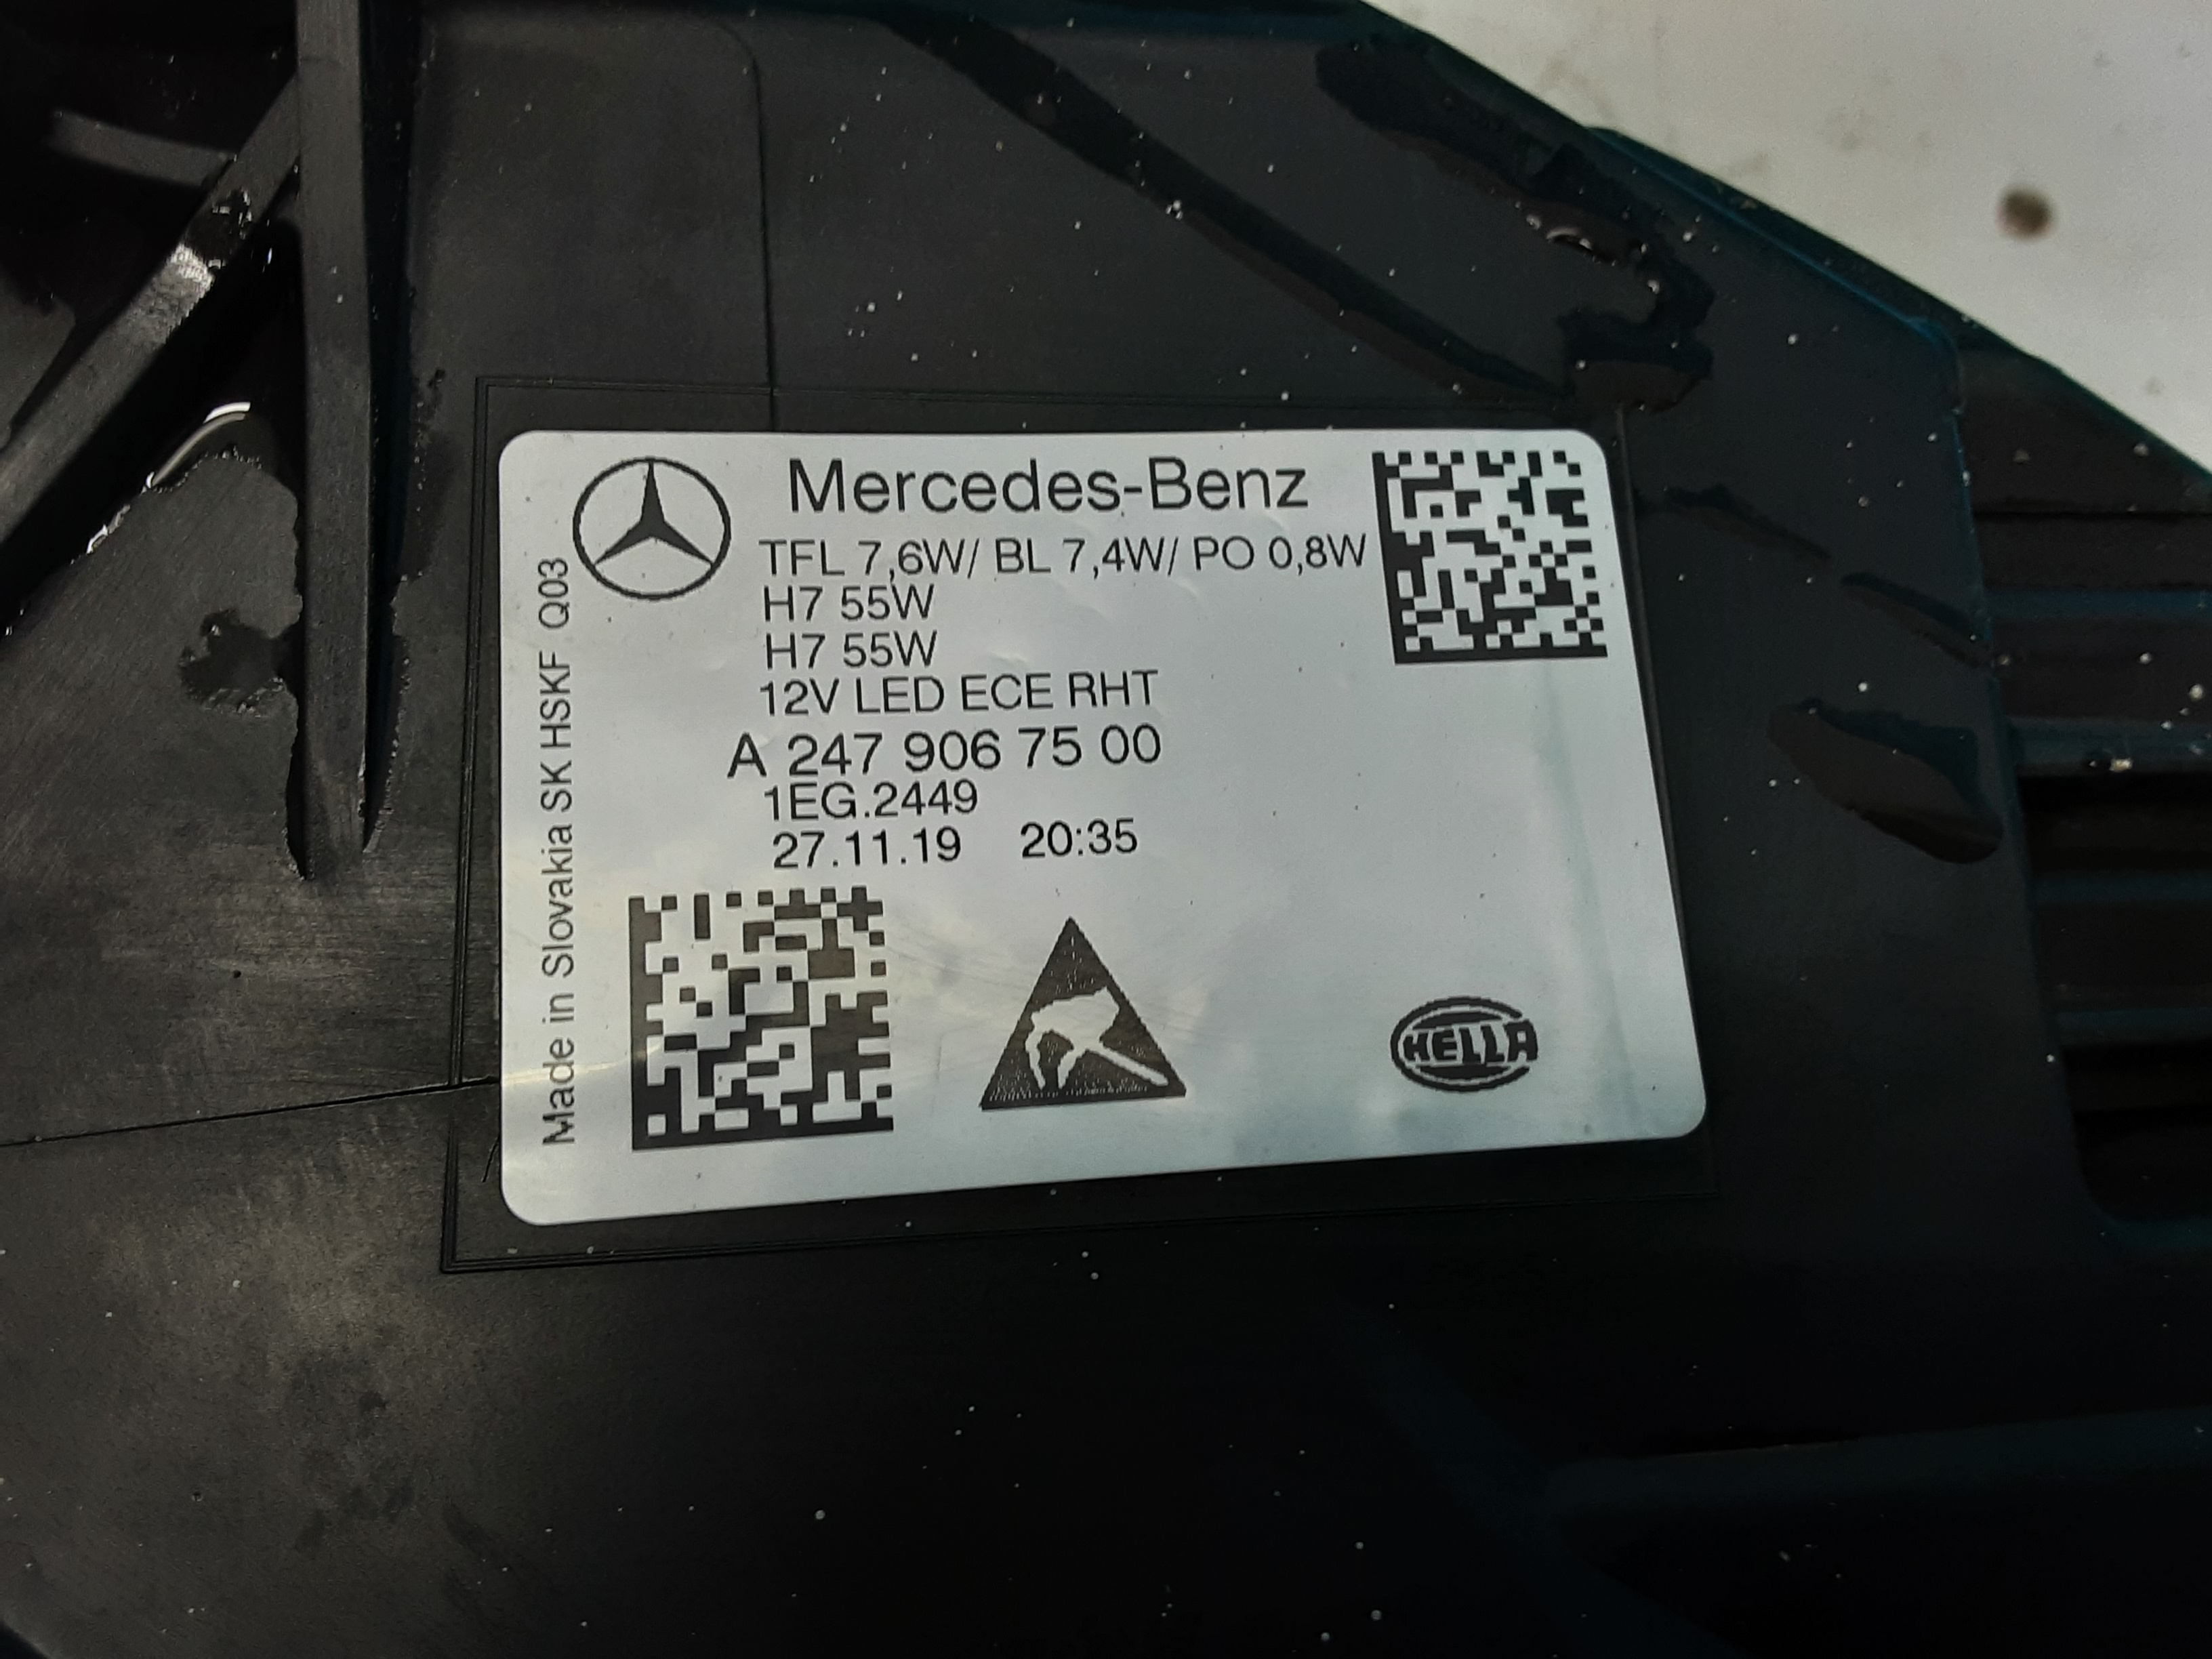 Mercedes-Benz
TFL 7,6W/ BL 7,4W/ PO 0,8W
H7 55W
H7 55W
12V LED ECE RHT
A 247 906 75 00
1EG.2449
27.11.19 20:35
Made in Slovakia SK HSKF Q03
HELLA